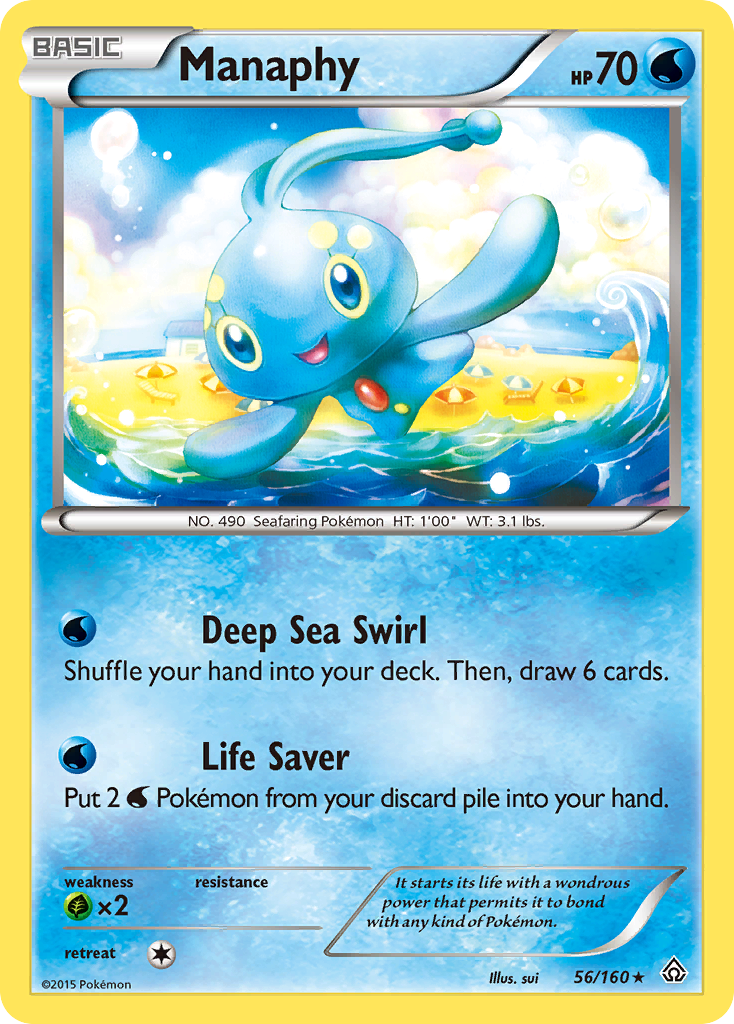 BASIC Manaphy HP 70
NO. 490 Seafaring Pokémon HT: 1'00" WT: 3.1 lbs.
Deep Sea Swirl
Shuffle your hand into your deck. Then, draw 6 cards.
Life Saver
Put 2 Pokémon from your discard pile into your hand.
weakness resistance
×2
retreat
It starts its life with a wondrous
power that permits it to bond
with any kind of Pokémon.
Illus. sui 56/160 ★
©2015 Pokémon